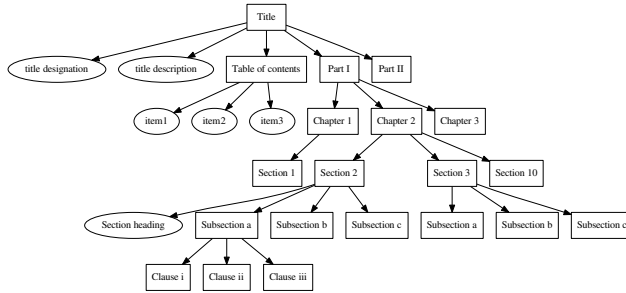 Title
title designation
title description
Table of contents
Part I
Part II
item1
item2
item3
Chapter 1
Chapter 2
Chapter 3
Section 1
Section 2
Section 3
Section 10
Section heading
Subsection a
Subsection b
Subsection c
Subsection a
Subsection b
Subsection c
Clause i
Clause ii
Clause iii